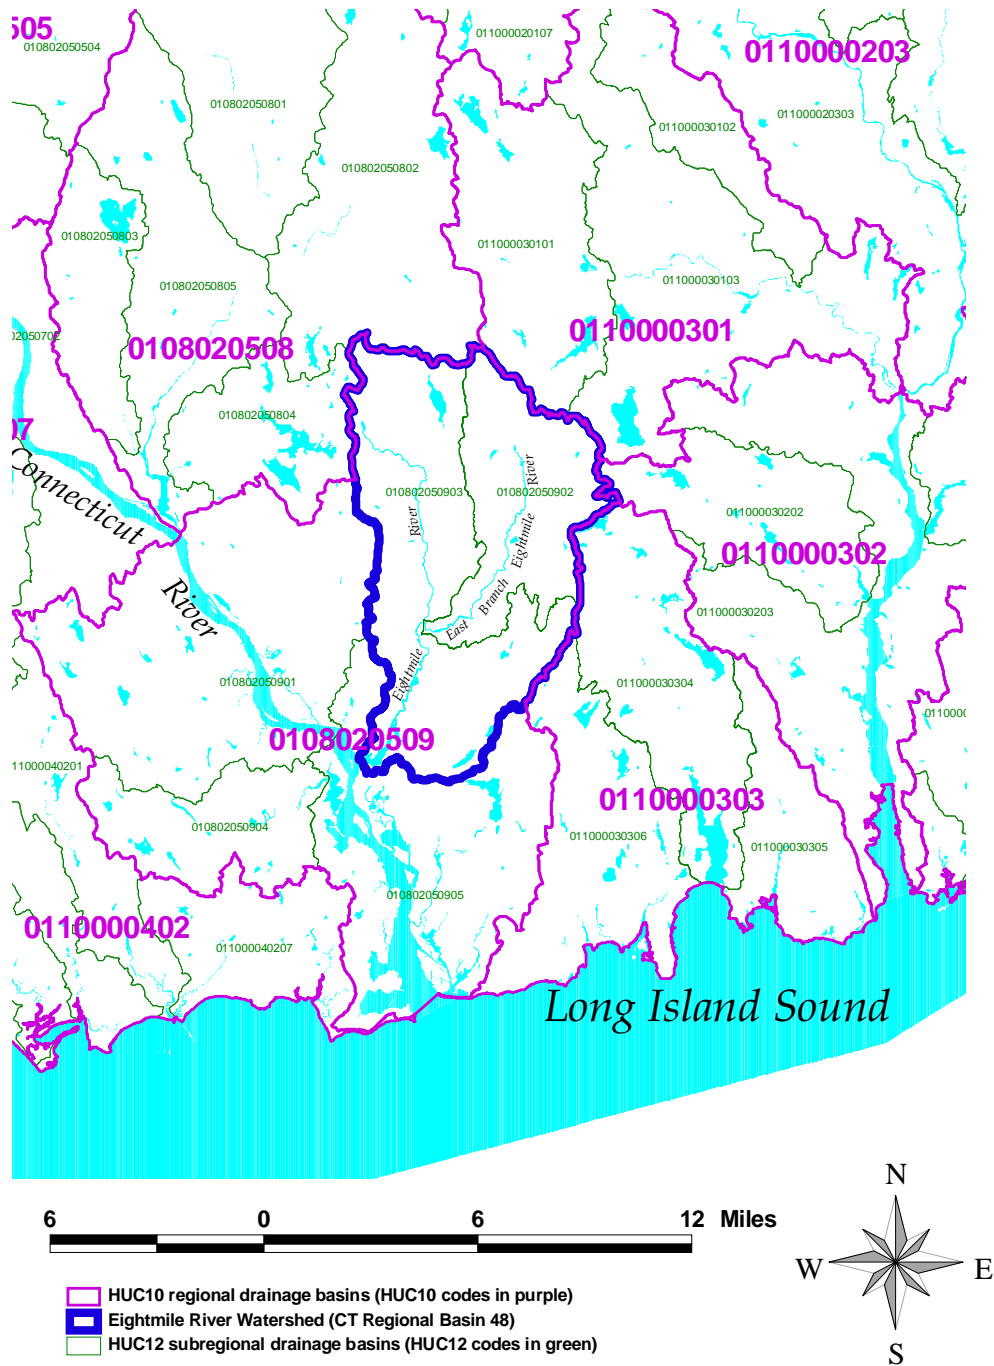 505
010802050504
011000020107
0110000203
010802050801
011000020303
011000030102
010802050802
010802050803
011000030101
010802050805
011000030103
0108020508
0110000301
010802050804
07
Connecticut
River
010802050903
010802050902
River
Eightmile
River
011000030202
0110000302
Branch
East
011000030203
Eightmile
010802050901
011000030304
0108020509
11000040201
0110000303
010802050904
011000030306
011000030305
010802050905
0110000402
011000040207
Long Island Sound
6 0 6 12 Miles
N
W E
S
HUC10 regional drainage basins (HUC10 codes in purple)
Eightmile River Watershed (CT Regional Basin 48)
HUC12 subregional drainage basins (HUC12 codes in green)